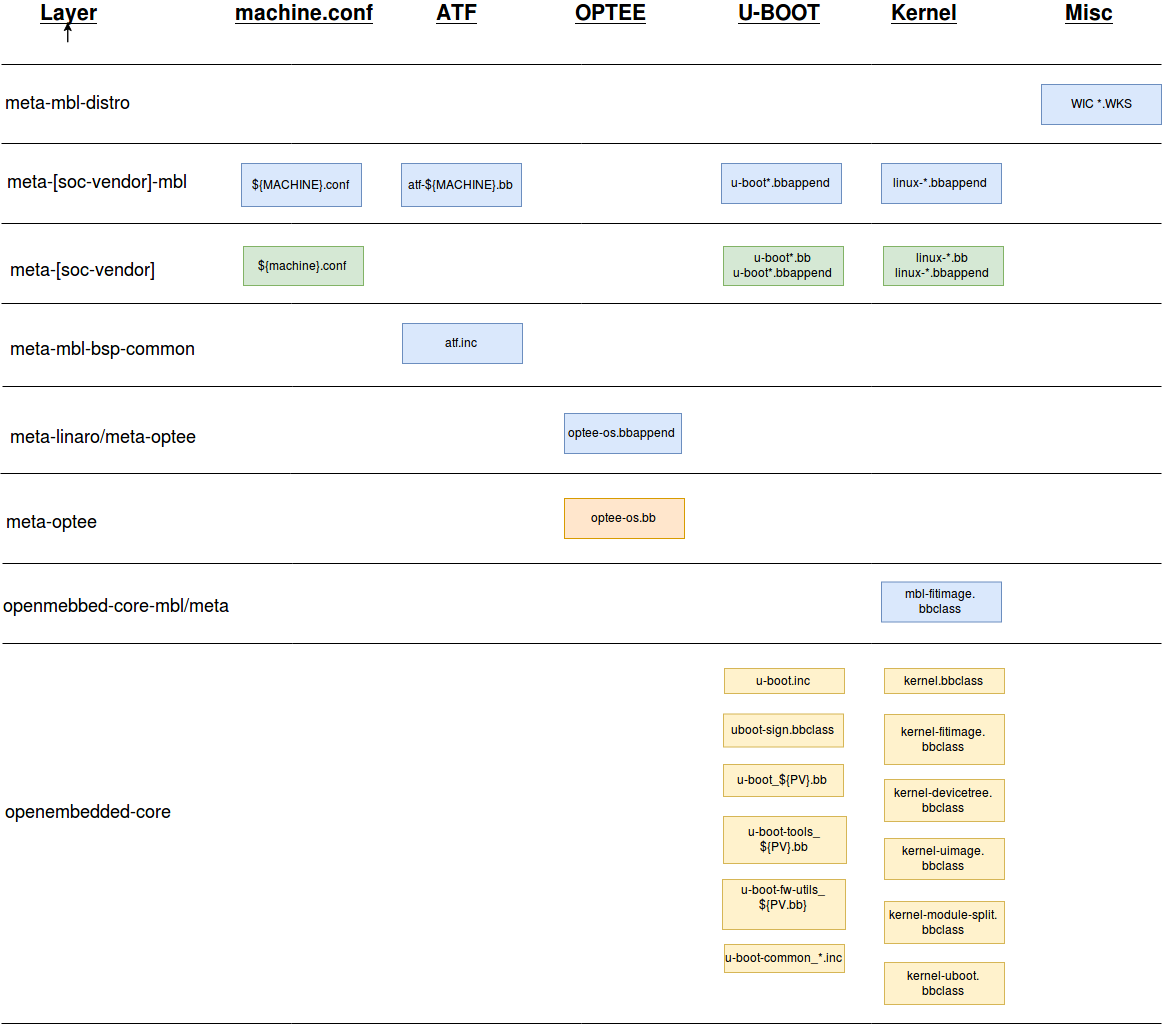 Layer machine.conf ATF OPTEE U-BOOT Kernel Misc
meta-mbl-distro
WIC *.WKS
meta-[soc-vendor]-mbl
${MACHINE}.conf
atf-${MACHINE}.bb
u-boot*.bbappend
linux-*.bbappend
meta-[soc-vendor]
${machine}.conf
u-boot*.bb
u-boot*.bbappend
linux-*.bb
linux-*.bbappend
meta-mbl-bsp-common
atf.inc
meta-linaro/meta-optee
optee-os.bbappend
meta-optee
optee-os.bb
openmebbed-core-mbl/meta
mbl-fitimage.
bbclass
openembedded-core
u-boot.inc
uboot-sign.bbclass
u-boot_${PV}.bb
u-boot-tools_
${PV}.bb
u-boot-fw-utils_
${PV.bb}
u-boot-common_*.inc
kernel.bbclass
kernel-fitimage.
bbclass
kernel-devicetree.
bbclass
kernel-uimage.
bbclass
kernel-module-split.
bbclass
kernel-uboot.
bbclass